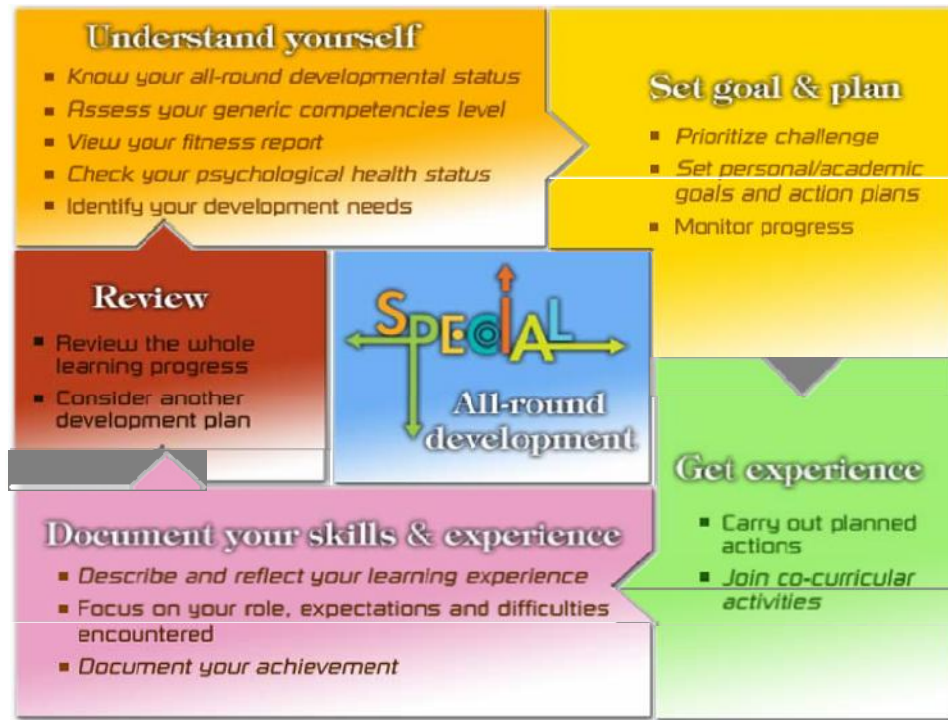 Understand yourself
▪ Know your all-round developmental status
▪ Assess your generic competencies level
▪ View your fitness report
▪ Check your psychological health status
▪ Identify your development needs
Set goal & plan
▪ Prioritize challenge
▪ Set personal/academic
goals and action plans
▪ Monitor progress
Get experience
▪ Carry out planned
actions
▪ Join co-curricular
activities
Document your skills & experience
▪ Describe and reflect your learning experience
▪ Focus on your role, expectations and difficulties
encountered
▪ Document your achievement
Review
▪ Review the whole
learning progress
▪ Consider another
development plan
SPECIAL
All-round
development